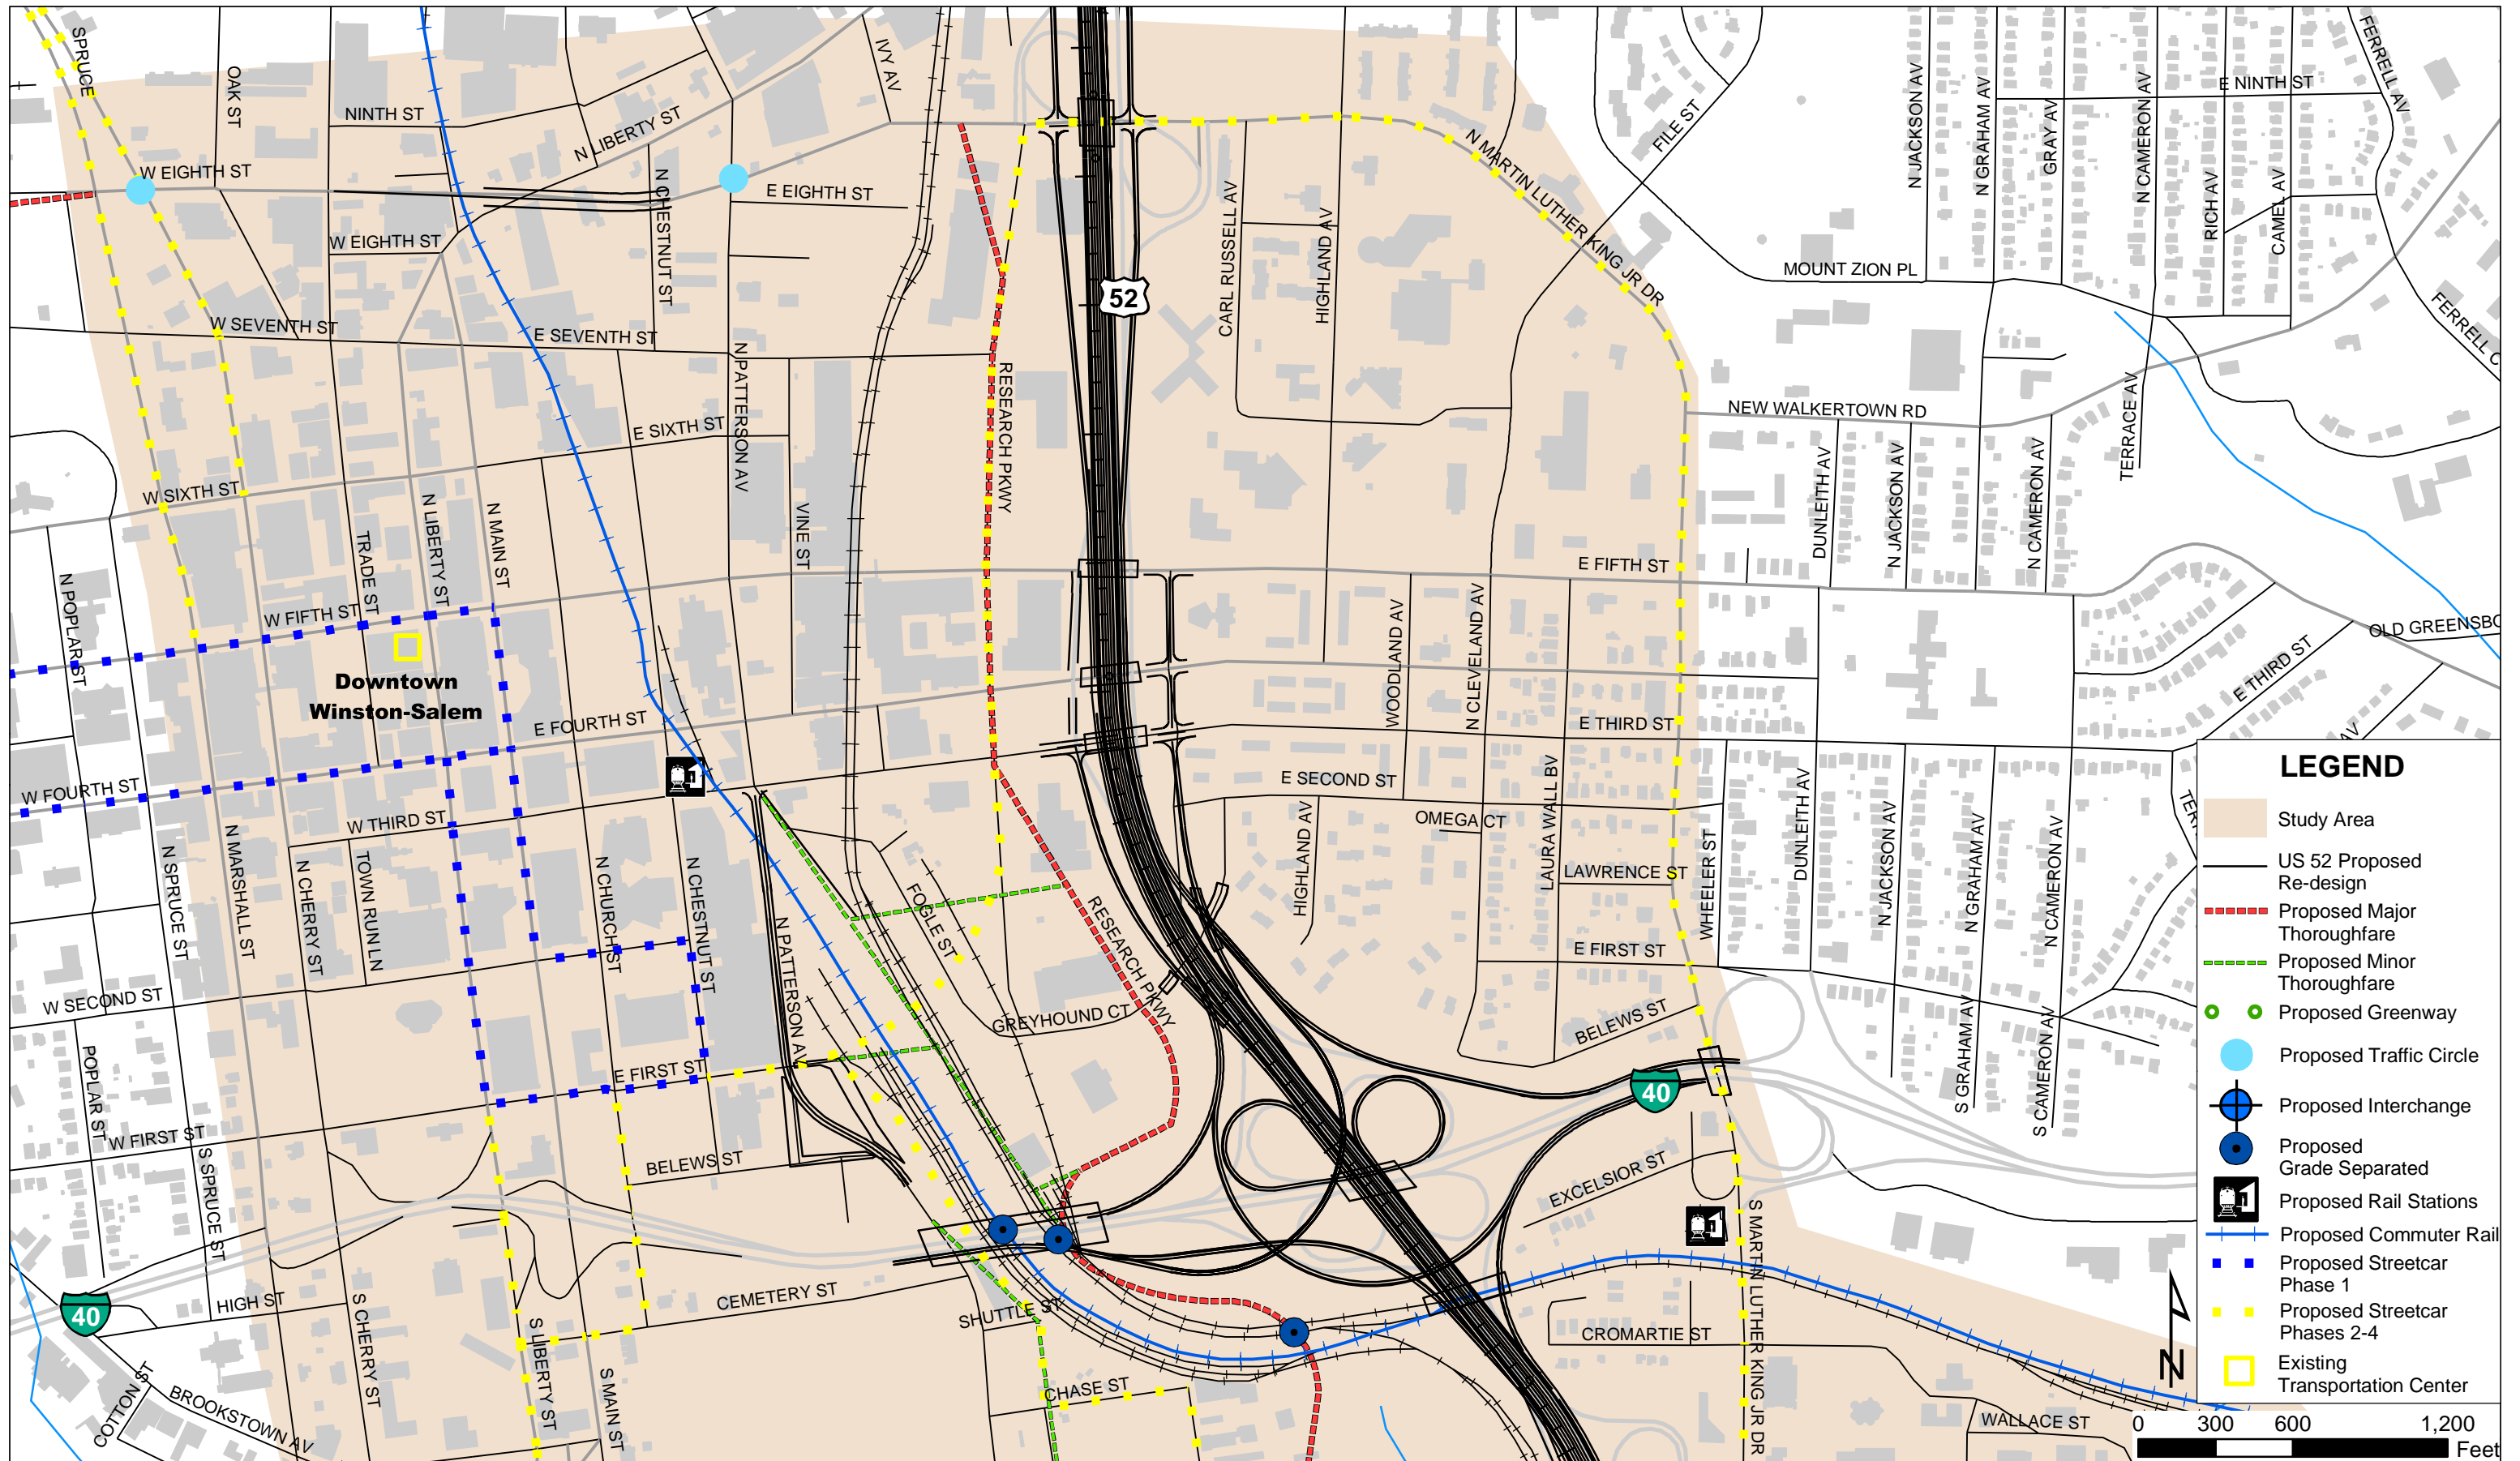 SPRUCE
OAK ST
IVY AV
NINTH ST
N LIBERTY ST
W EIGHTH ST
N CHESTNUT ST
E EIGHTH ST
W EIGHTH ST
W SEVENTH ST
E SEVENTH ST
N PATTERSON AV
E SIXTH ST
W SIXTH ST
RESEARCH PKWY
VINE ST
52
CARL RUSSELL AV
HIGHLAND AV
N MARTIN LUTHER KING JR DR
FILE ST
N JACKSON AV
N GRAHAM AV
GRAY AV
N CAMERON AV
E NINTH ST
FERRELL AV
RICH AV
CAMEL AV
MOUNT ZION PL
FERRELL C
NEW WALKERTOWN RD
TERRACE AV
DUNLEITH AV
N JACKSON AV
N CAMERON AV
TRADE ST
N LIBERTY ST
N MAIN ST
N POPLAR ST
W FIFTH ST
E FIFTH ST
Downtown
Winston-Salem
E FOURTH ST
W FOURTH ST
WOODLAND AV
N CLEVELAND AV
E THIRD ST
E THIRD ST
OLD GREENSBO
AV
W THIRD ST
E SECOND ST
OMEGA CT
HIGHLAND AV
LAURA WALL BV
LAWRENCE ST
WHEELER ST
DUNLEITH AV
N JACKSON AV
N GRAHAM AV
N CAMERON AV
TER
N SPRUCE ST
N MARSHALL ST
N CHERRY ST
TOWN RUN LN
N CHURCH ST
N CHESTNUT ST
N PATTERSON AV
FOGLE ST
RESEARCH PKWY
E FIRST ST
W SECOND ST
GREYHOUND CT
BELEWS ST
POPLAR ST
E FIRST ST
40
S GRAHAM AV
S CAMERON AV
W FIRST ST
S SPRUCE ST
BELEWS ST
EXCELSIOR ST
S MARTIN LUTHER KING JR DR
40
HIGH ST
S CHERRY ST
CEMETERY ST
SHUTTLE ST
S LIBERTY ST
S MAIN ST
CROMARTIE ST
CHASE ST
COTTON ST
BROOKSTOWN AV
WALLACE ST
LEGEND
Study Area
US 52 Proposed
Re-design
Proposed Major
Thoroughfare
Proposed Minor
Thoroughfare
Proposed Greenway
Proposed Traffic Circle
Proposed Interchange
Proposed
Grade Separated
Proposed Rail Stations
Proposed Commuter Rail
Proposed Streetcar
Phase 1
Proposed Streetcar
Phases 2-4
Existing
Transportation Center
N
0 300 600 1,200
Feet